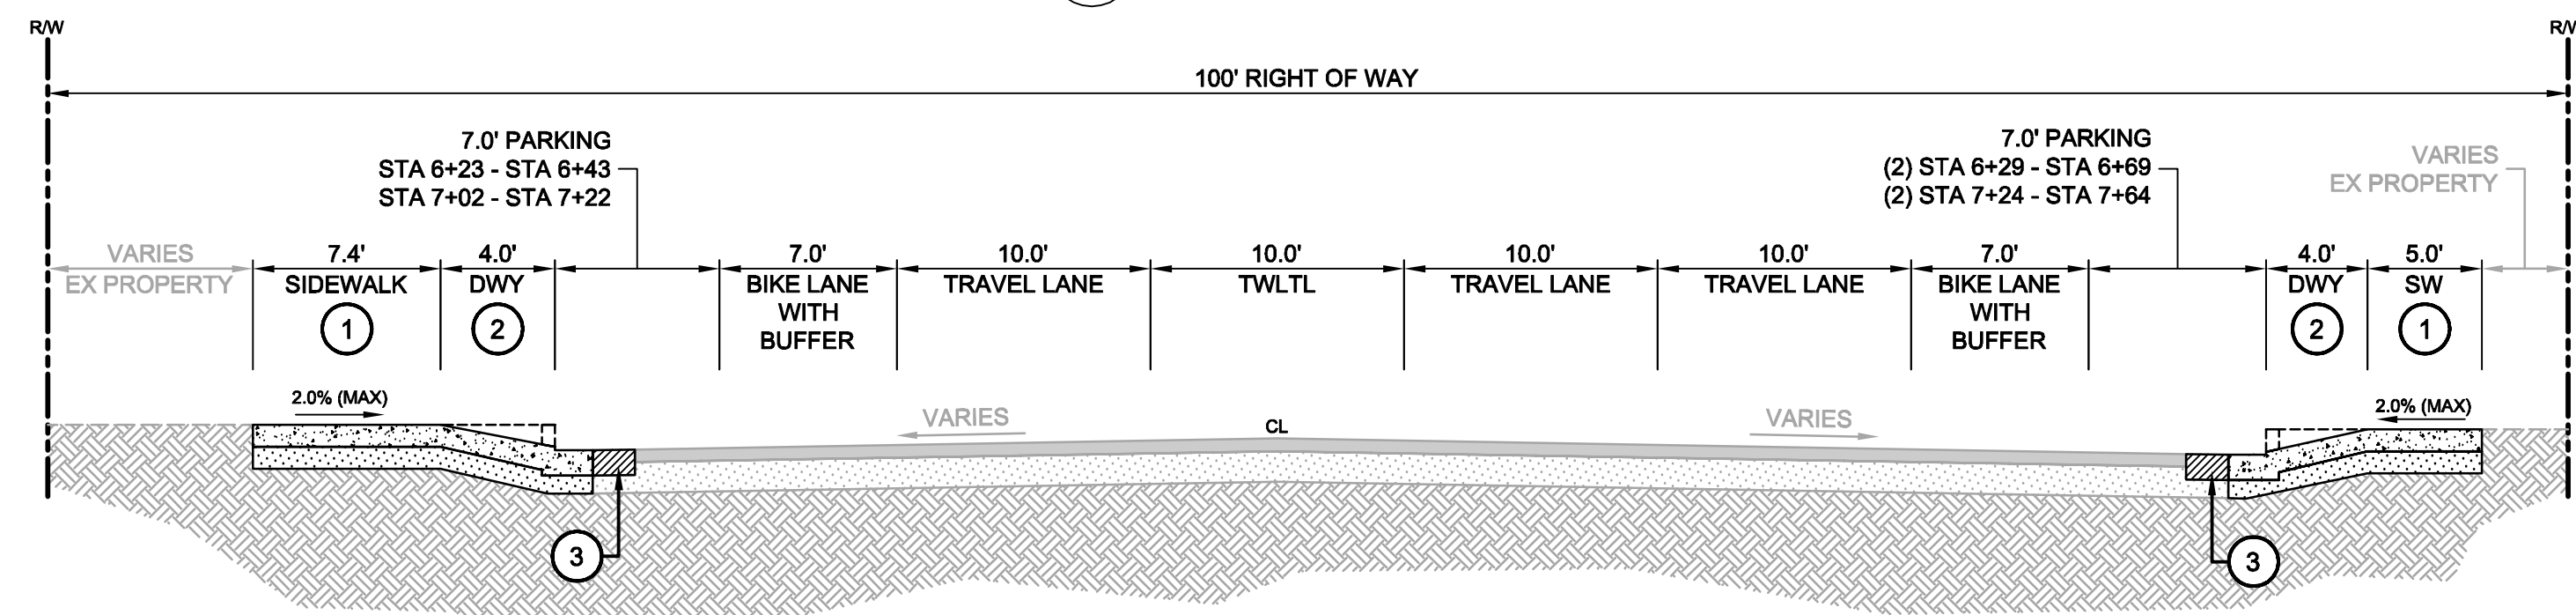 R/W
R/W
100' RIGHT OF WAY
7.0' PARKING
STA 6+23 - STA 6+43
STA 7+02 - STA 7+22
7.0' PARKING
(2) STA 6+29 - STA 6+69
(2) STA 7+24 - STA 7+64
VARIES
EX PROPERTY
VARIES
EX PROPERTY
7.4'
SIDEWALK
1
4.0'
DWY
2
7.0'
BIKE LANE
WITH
BUFFER
10.0'
TRAVEL LANE
10.0'
TWLTL
10.0'
TRAVEL LANE
10.0'
TRAVEL LANE
7.0'
BIKE LANE
WITH
BUFFER
4.0'
DWY
2
5.0'
SW
1
2.0% (MAX)
VARIES
CL
VARIES
2.0% (MAX)
3
3